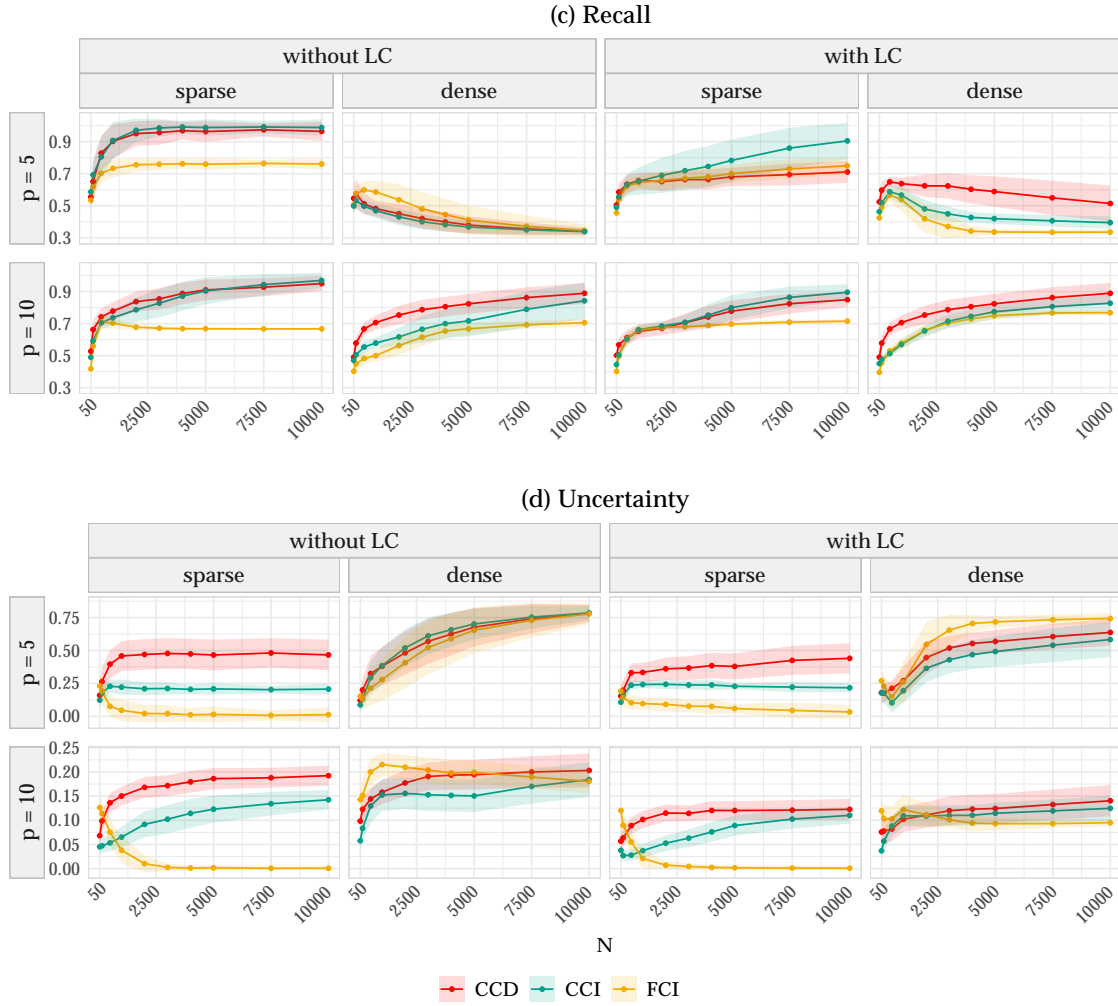 (c) Recall
without LC
with LC
sparse
dense
sparse
dense
p = 5
0.9
0.7
0.5
0.3
p = 10
0.9
0.7
0.5
0.3
50
2500
5000
7500
10000
50
2500
5000
7500
10000
50
2500
5000
7500
10000
50
2500
5000
7500
10000
(d) Uncertainty
without LC
with LC
sparse
dense
sparse
dense
p = 5
0.75
0.50
0.25
0.00
p = 10
0.25
0.20
0.15
0.10
0.05
0.00
50
2500
5000
7500
10000
50
2500
5000
7500
10000
50
2500
5000
7500
10000
50
2500
5000
7500
10000
N
CCD CCI FCI